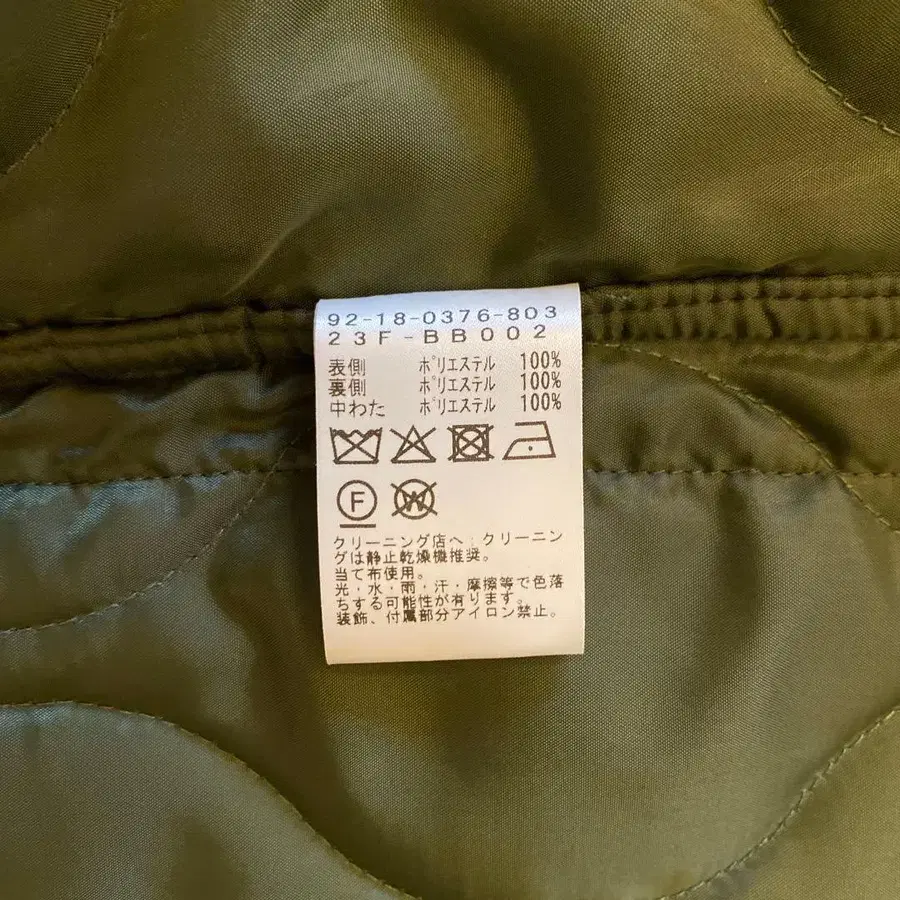 92-18-0376-803
23F-BB002
表側 ポリエステル 100%
裏側 ポリエステル 100%
中わた ポリエステル 100%
F W
クリーニング店へ:クリーニン
グは静止乾燥機推奨。
当て布使用。
光・水・雨・汗・摩擦等で色落
ちする可能性が有ります。
装飾、付属部分アイロン禁止。